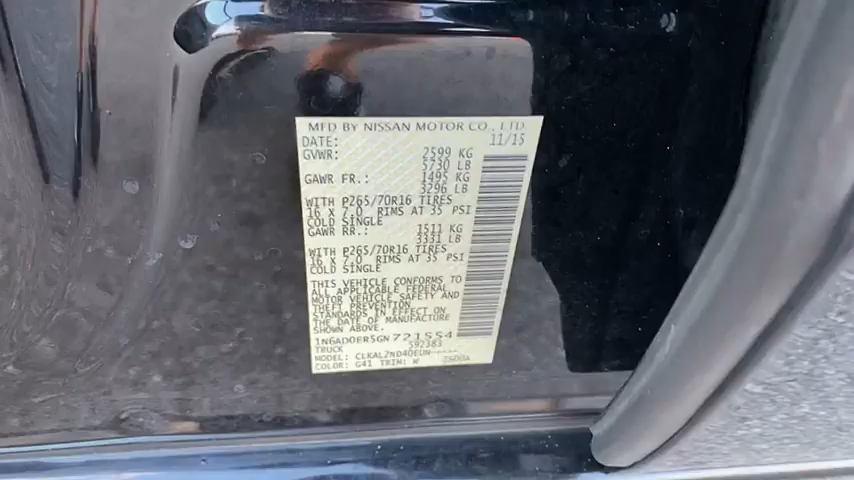 MFD BY NISSAN MOTOR CO., LTD
DATE: 11/15
GVWR: 2599 KG
5730 LB
GAWR FR.: 1495 KG
3296 LB
WITH P265/70R16 TIRES
16 X 7.0 RIMS AT 35 PSI
COLD SINGLE
GAWR RR.: 1511 KG
3331 LB
WITH P265/70R16 TIRES
16 X 7.0 RIMS AT 35 PSI
COLD SINGLE
THIS VEHICLE CONFORMS TO
ALL APPLICABLE FEDERAL
MOTOR VEHICLE SAFETY AND
THEFT PREVENTION
STANDARDS IN EFFECT ON
THE DATE OF MANUFACTURE
SHOWN ABOVE.
1N6AD0ER5GN721554
TRUCK 592383
MODEL:
COLOR: G41 TRIM: W